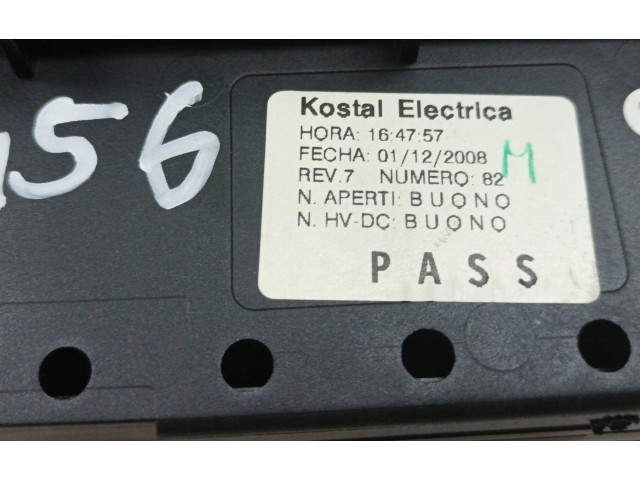 56
Kostal Electrica
HORA: 16:47:57
FECHA: 01/12/2008
M
REV.7 NUMERO: 82
N. APERTI: BUONO
N. HV-DC: BUONO
PASS